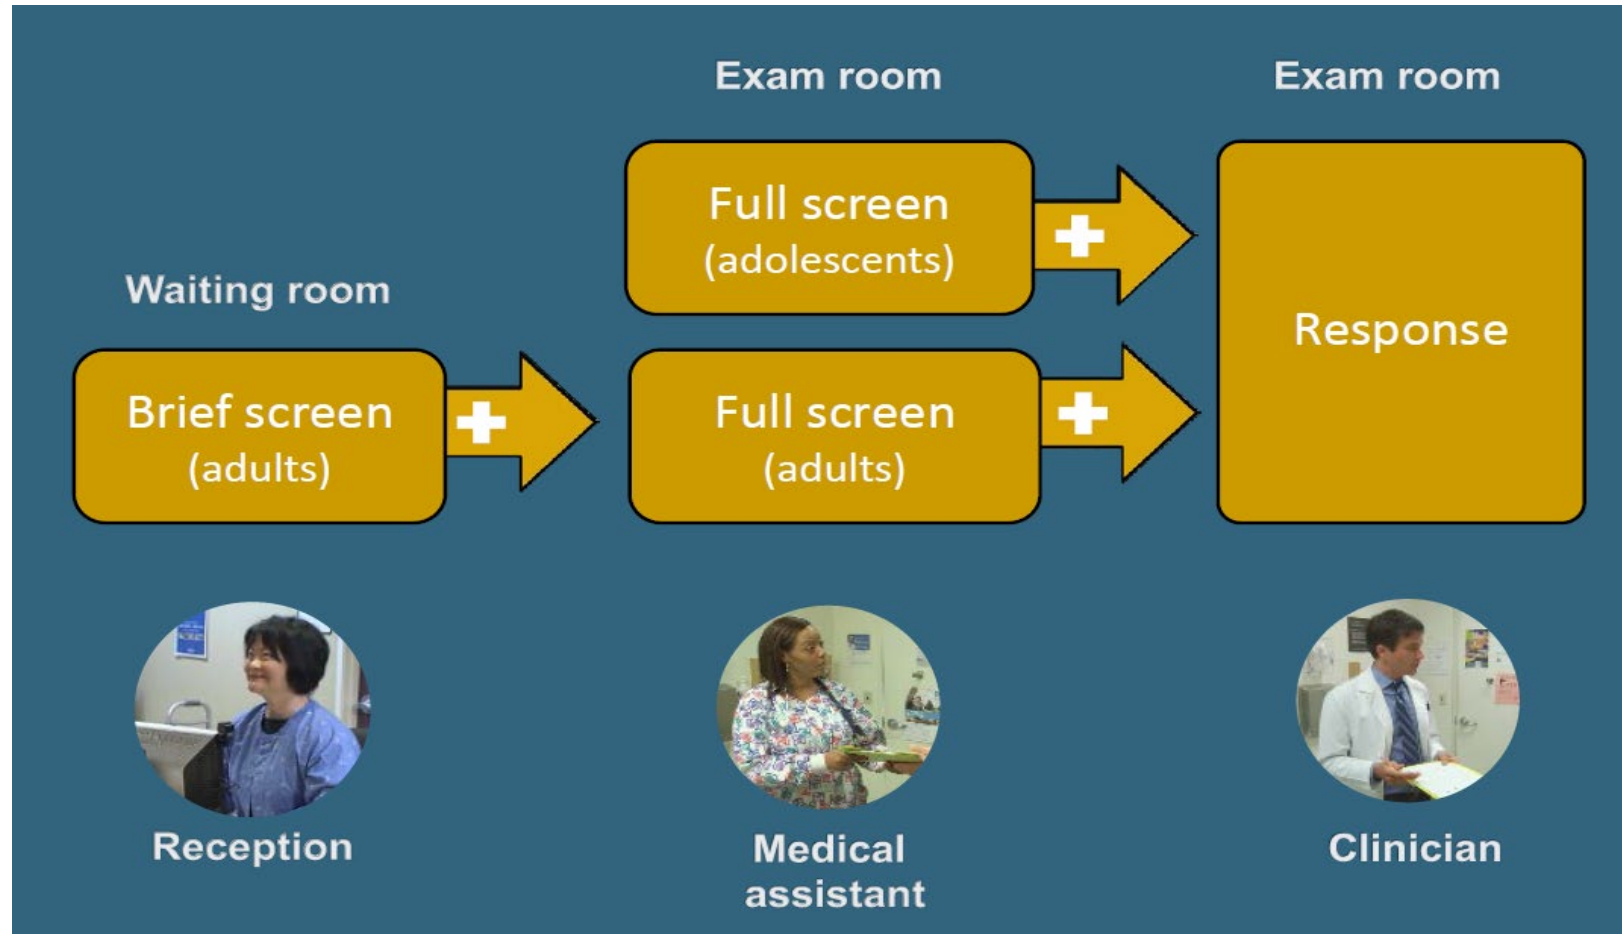 Exam room
Exam room
Full screen
(adolescents)
Response
Waiting room
Brief screen
(adults)
Full screen
(adults)
Reception
Medical
assistant
Clinician